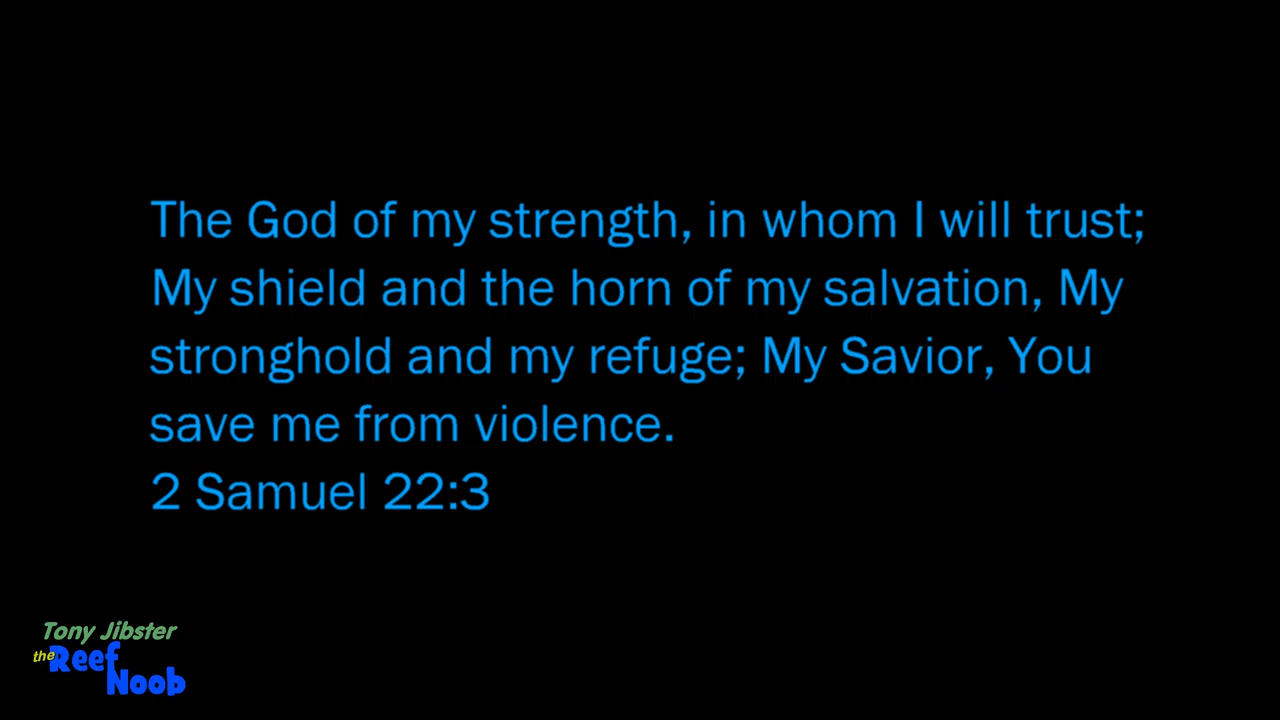 The God of my strength, in whom I will trust;
My shield and the horn of my salvation, My
stronghold and my refuge; My Savior, You
save me from violence.
2 Samuel 22:3
Tony Jibster
the Reef
Noob